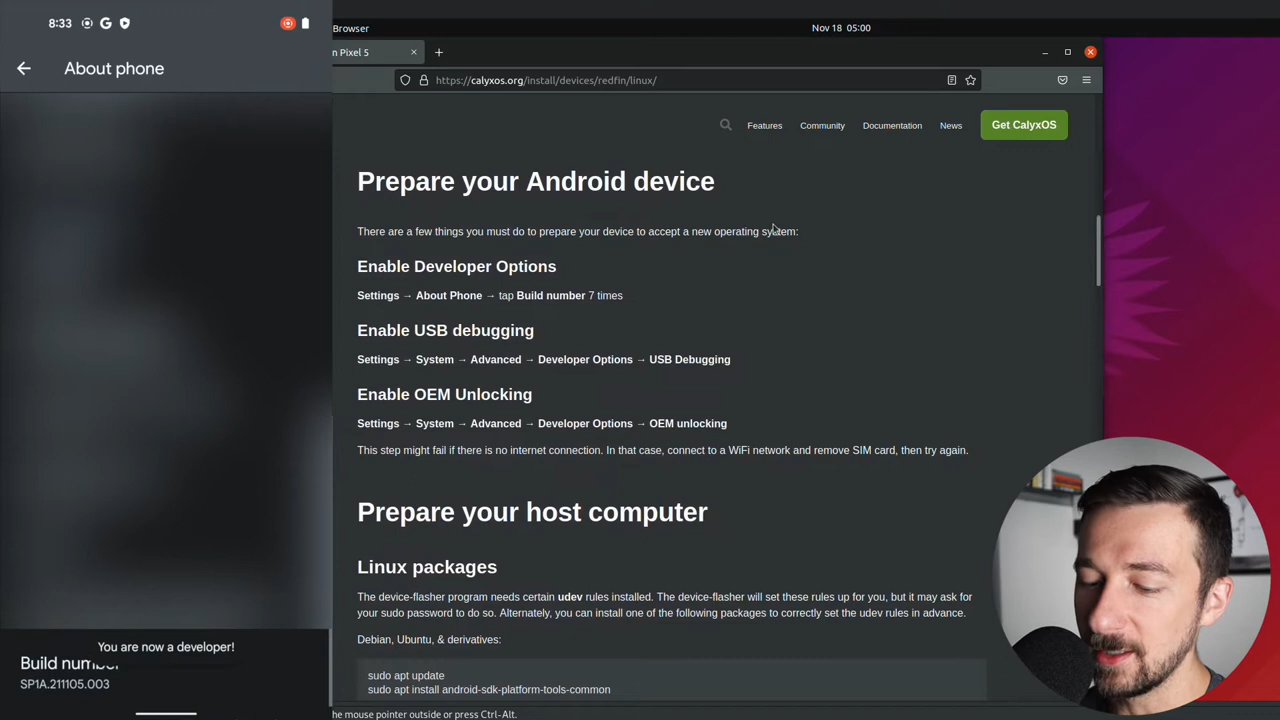 8:33
About phone
You are now a developer!
Build number
SP1A.211105.003
Browser
Nov 18 05:00
n Pixel 5
https://calyxos.org/install/devices/redfin/linux/
Features Community Documentation News Get CalyxOS
Prepare your Android device
There are a few things you must do to prepare your device to accept a new operating system:
Enable Developer Options
Settings → About Phone → tap Build number 7 times
Enable USB debugging
Settings → System → Advanced → Developer Options → USB Debugging
Enable OEM Unlocking
Settings → System → Advanced → Developer Options → OEM unlocking
This step might fail if there is no internet connection. In that case, connect to a WiFi network and remove SIM card, then try again.
Prepare your host computer
Linux packages
The device-flasher program needs certain udev rules installed. The device-flasher will set these rules up for you, but it may ask for
your sudo password to do so. Alternately, you can install one of the following packages to correctly set the udev rules in advance.
Debian, Ubuntu, & derivatives:
sudo apt update
sudo apt install android-sdk-platform-tools-common
he mouse pointer outside or press Ctrl-Alt.